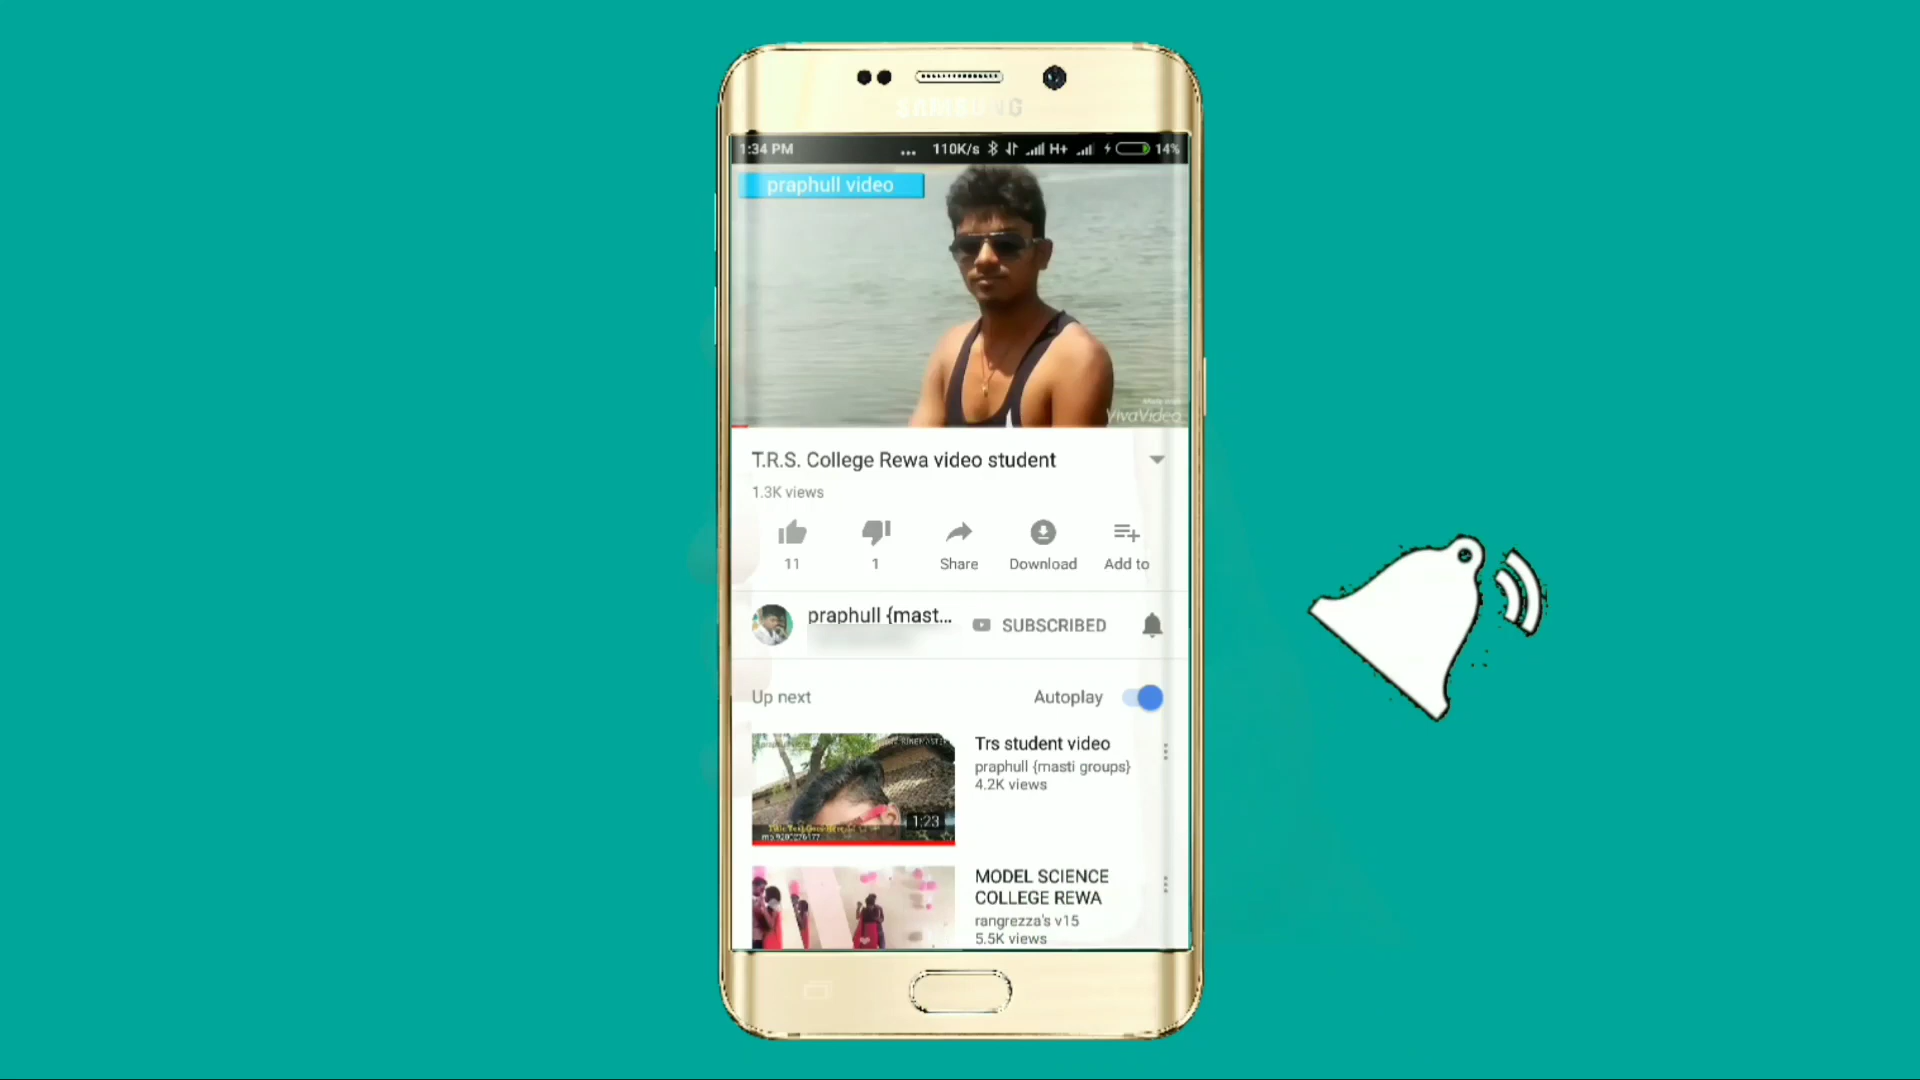 SAMSUNG
1:34 PM ... 110K/s H+ 14%
praphull video
VivaVideo
T.R.S. College Rewa video student
1.3K views
11 1 Share Download Add to
praphull {mast... SUBSCRIBED
Up next Autoplay
Trs student video
praphull {masti groups}
4.2K views
1:23
MODEL SCIENCE
COLLEGE REWA
rangrezza's v15
5.5K views